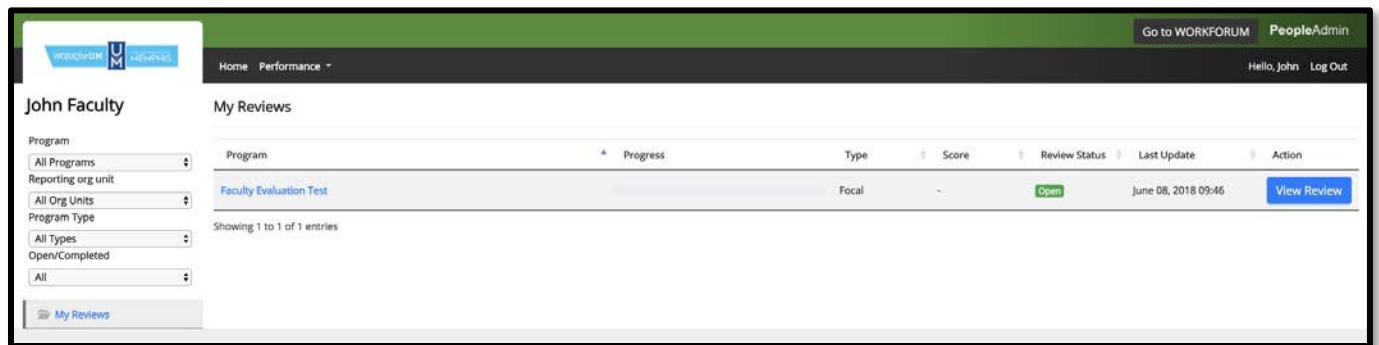 Go to WORKFORUM PeopleAdmin
WORKforUM UM MEMPHIS
Home Performance Hello, John Log Out
John Faculty
My Reviews
Program
All Programs
Reporting org unit
All Org Units
Program Type
All Types
Open/Completed
All
My Reviews
Program Progress Type Score Review Status Last Update Action
Faculty Evaluation Test Focal - Open June 08, 2018 09:46 View Review
Showing 1 to 1 of 1 entries